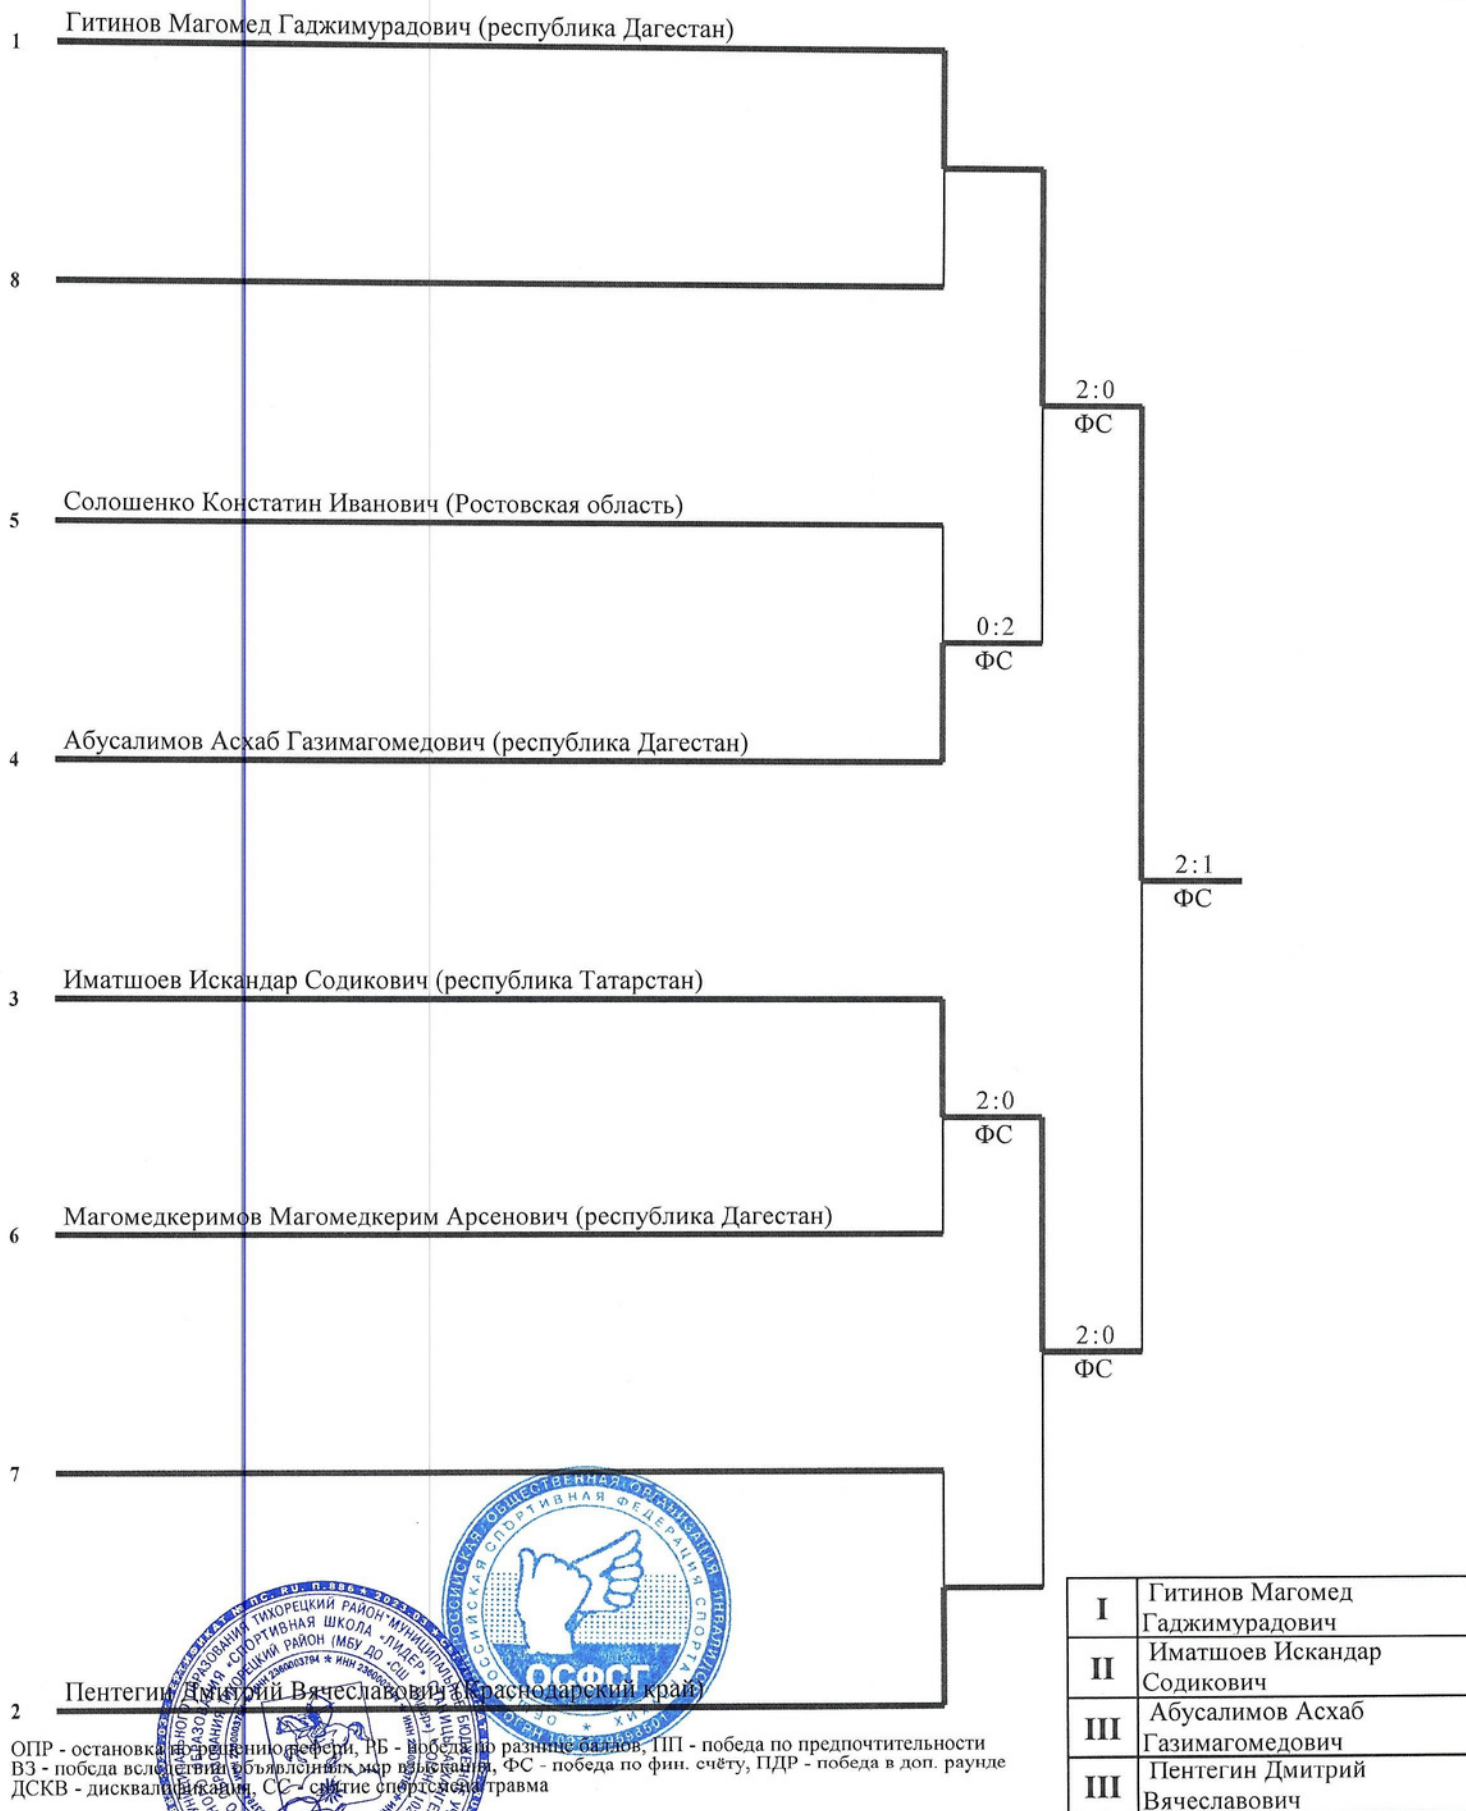 Гитинов Магомед Гаджимурадович (республика Дагестан)
1
8
2:0
ФС
Солошенко Констатин Иванович (Ростовская область)
5
0:2
ФС
Абусалимов Асхаб Газимагомедович (республика Дагестан)
4
2:1
ФС
Иматшоев Искандар Содикович (республика Татарстан)
3
2:0
ФС
Магомедкеримов Магомедкерим Арсенович (республика Дагестан)
6
2:0
ФС
7
Пентегин Дмитрий Вячеславович (Краснодарский край)
2
ОСФСГ
I Гитинов Магомед
Гаджимурадович
II Иматшоев Искандар
Содикович
III Абусалимов Асхаб
Газимагомедович
III Пентегин Дмитрий
Вячеславович
ОПР - остановка по решению рефери, РБ - победа по разнице баллов, ПП - победа по предпочтительности
ВЗ - победа вследствии объявленных мер взыскания, ФС - победа по фин. счёту, ПДР - победа в доп. раунде
ДСКВ - дисквалификация, СС - снятие спортсмена травма